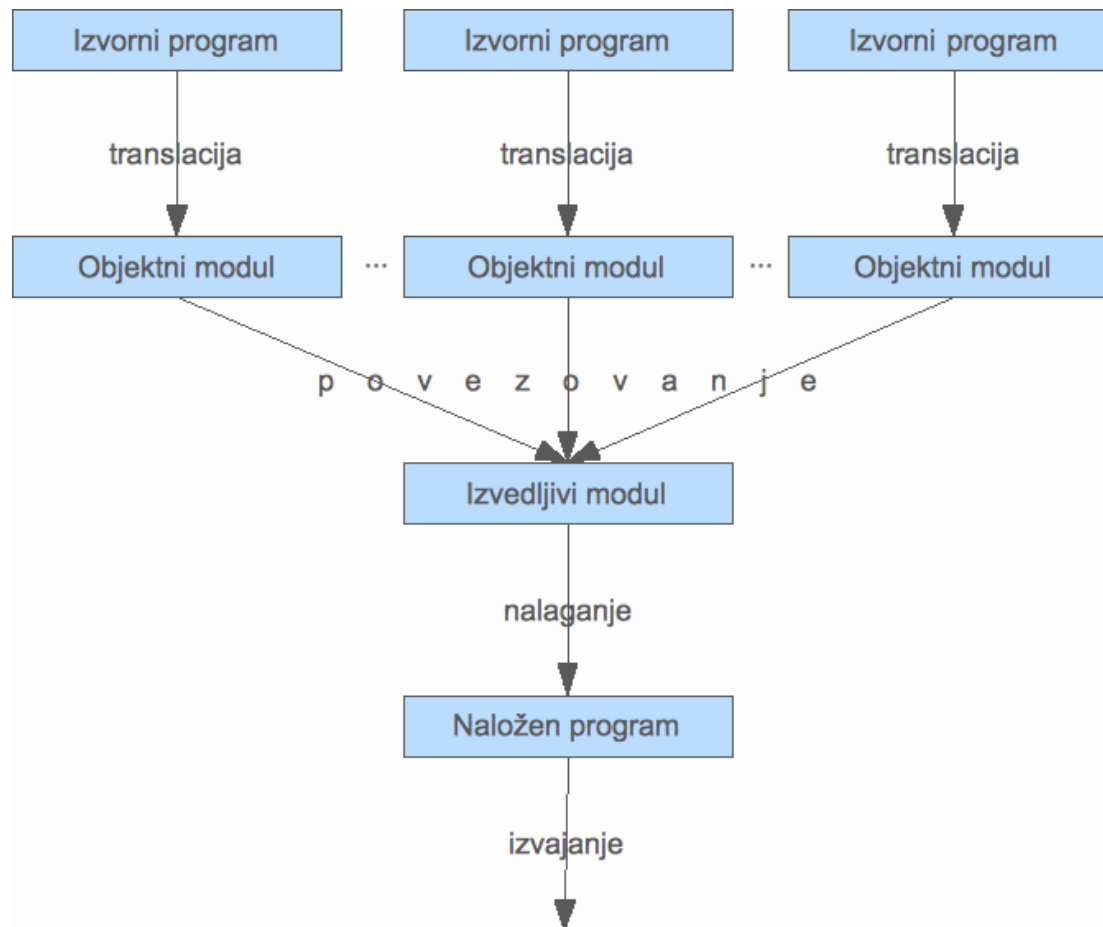 Izvorni program
Izvorni program
Izvorni program
translacija
translacija
translacija
Objektni modul
...
Objektni modul
...
Objektni modul
p o v e z o v a n j e
Izvedljivi modul
nalaganje
Naložen program
izvajanje